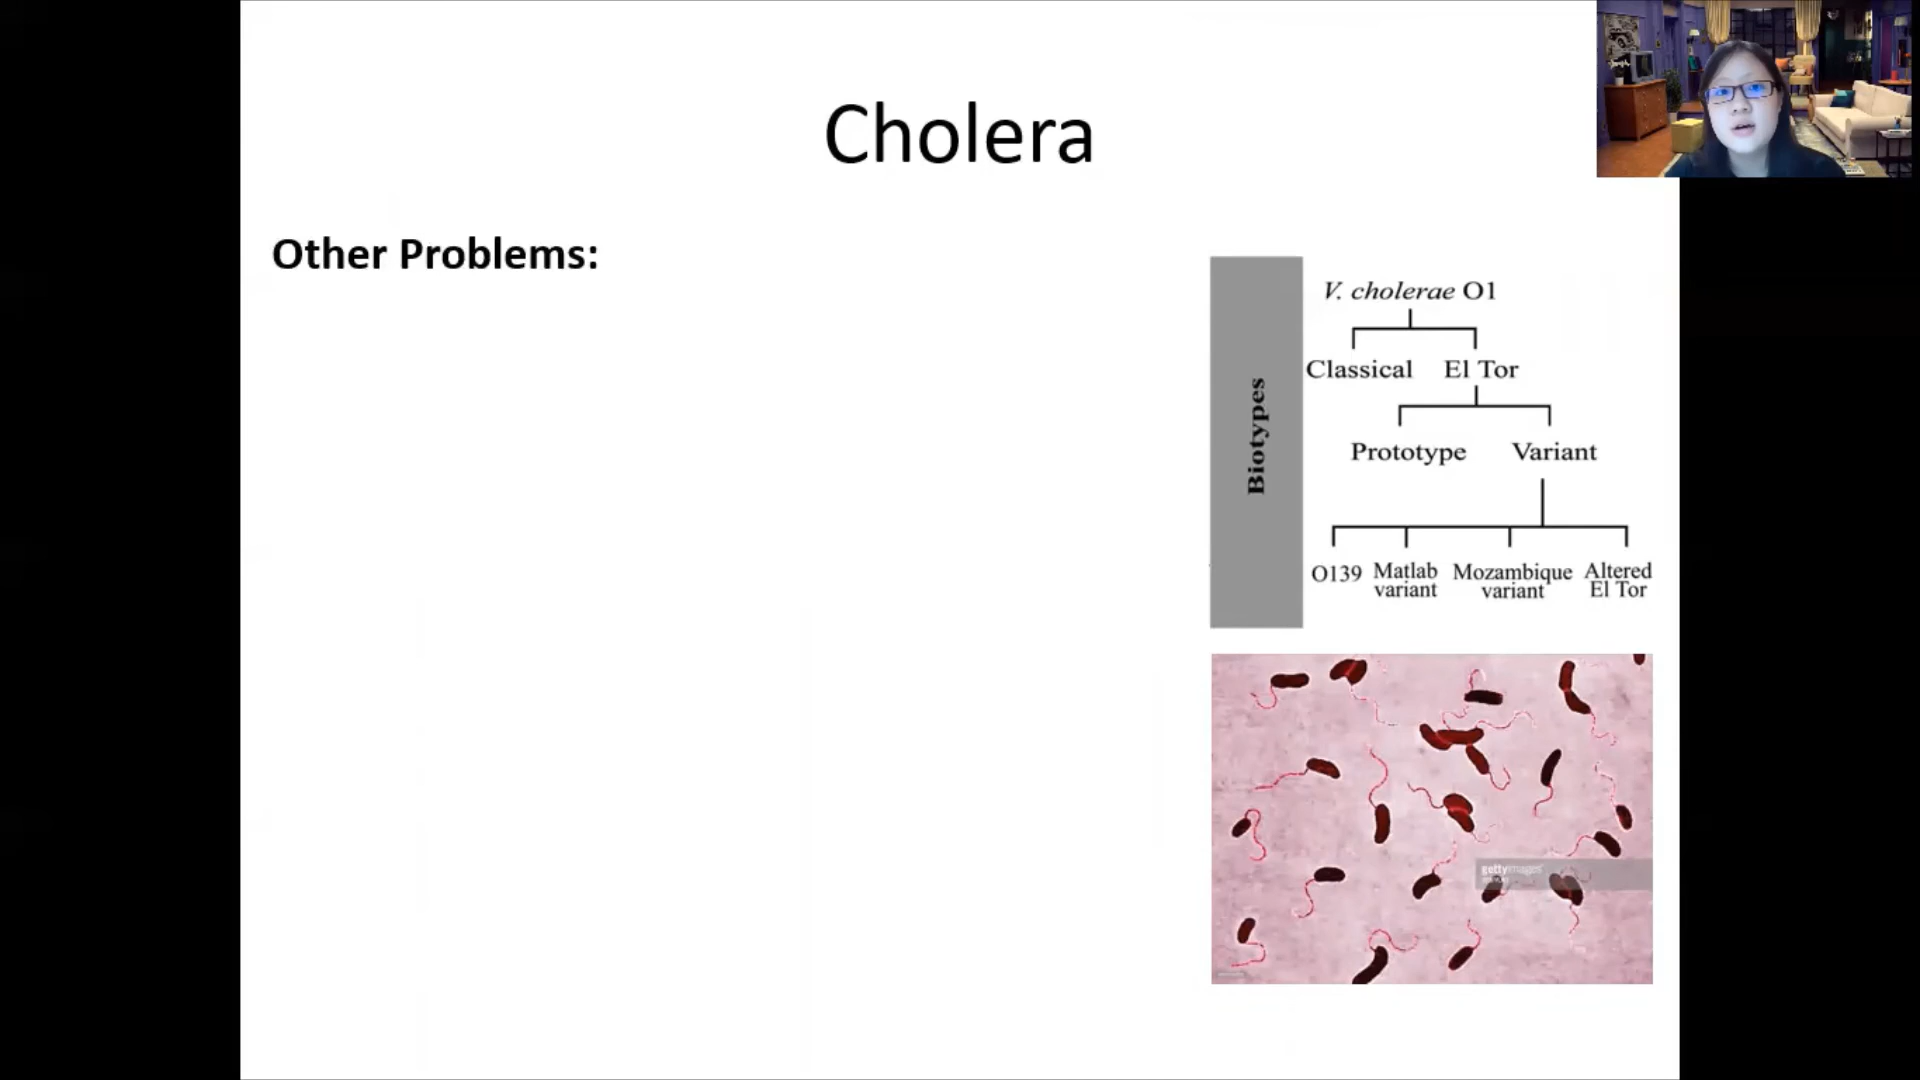 Cholera
Other Problems:
Biotypes
V. cholerae O1
Classical El Tor
Prototype Variant
O139 Matlab variant Mozambique variant Altered El Tor
gettyimages